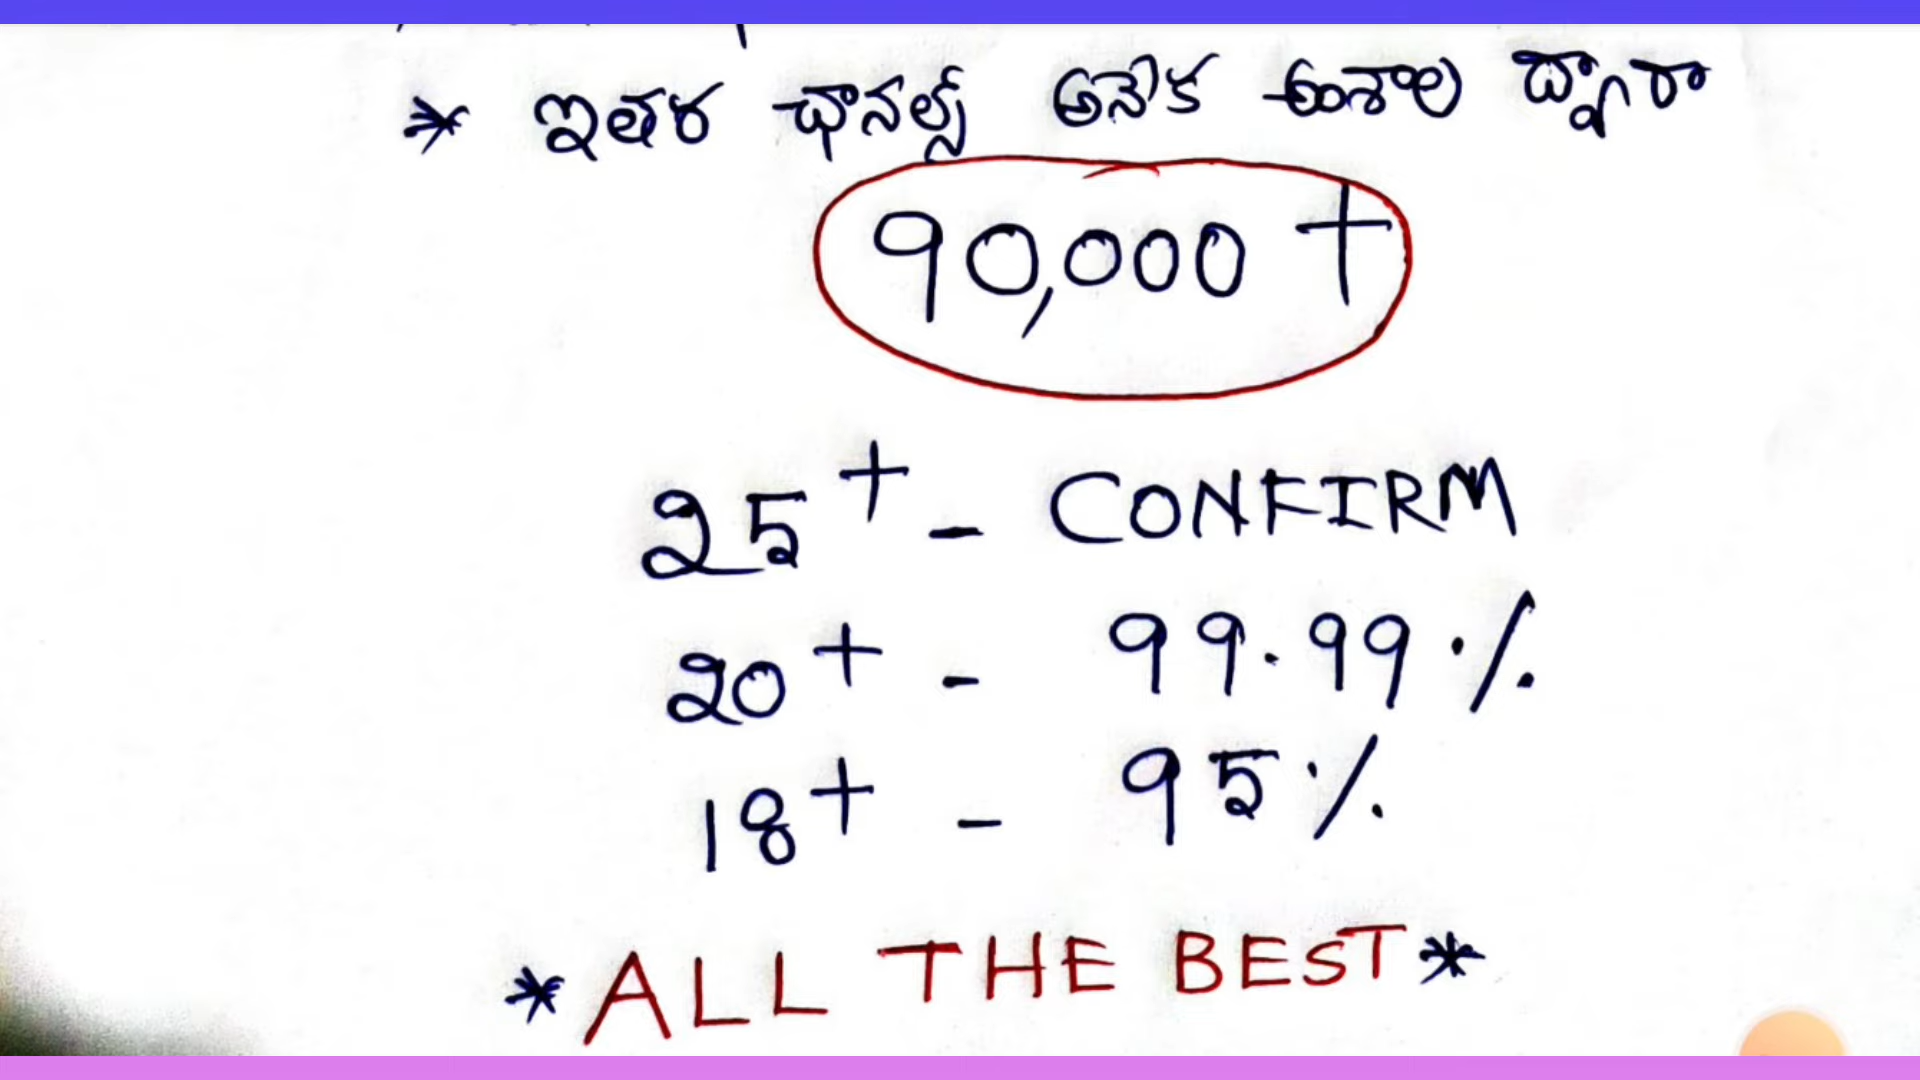 * ఇతర ఛానల్స్ అనేక అంశాల ద్వారా
90,000 +
25+ - CONFIRM
20+ - 99.99%
18+ - 95%
* ALL THE BEST *